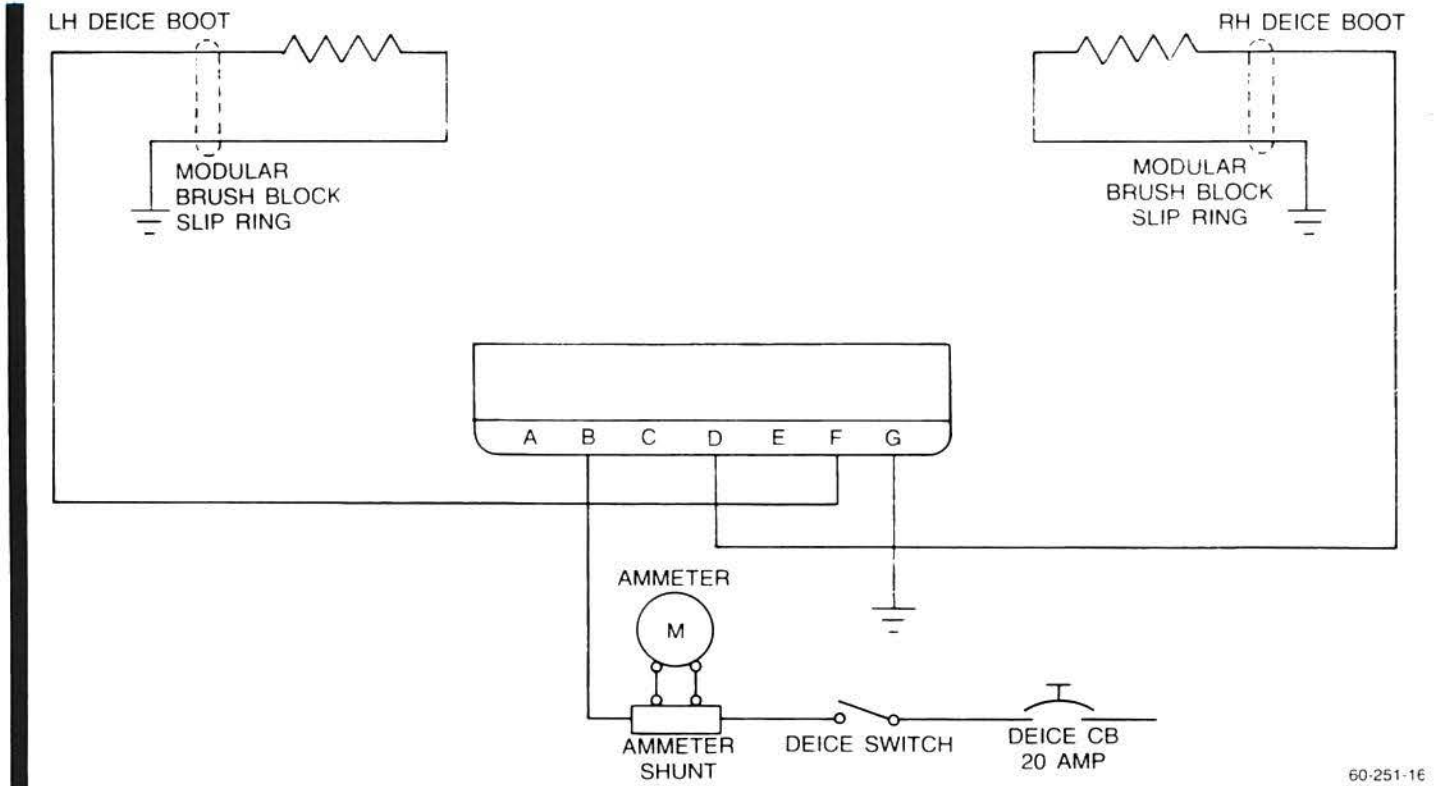 LH DEICE BOOT
RH DEICE BOOT
MODULAR
BRUSH BLOCK
SLIP RING
MODULAR
BRUSH BLOCK
SLIP RING
A B C D E F G
AMMETER
M
AMMETER
SHUNT
DEICE SWITCH
DEICE CB
20 AMP
60-251-16